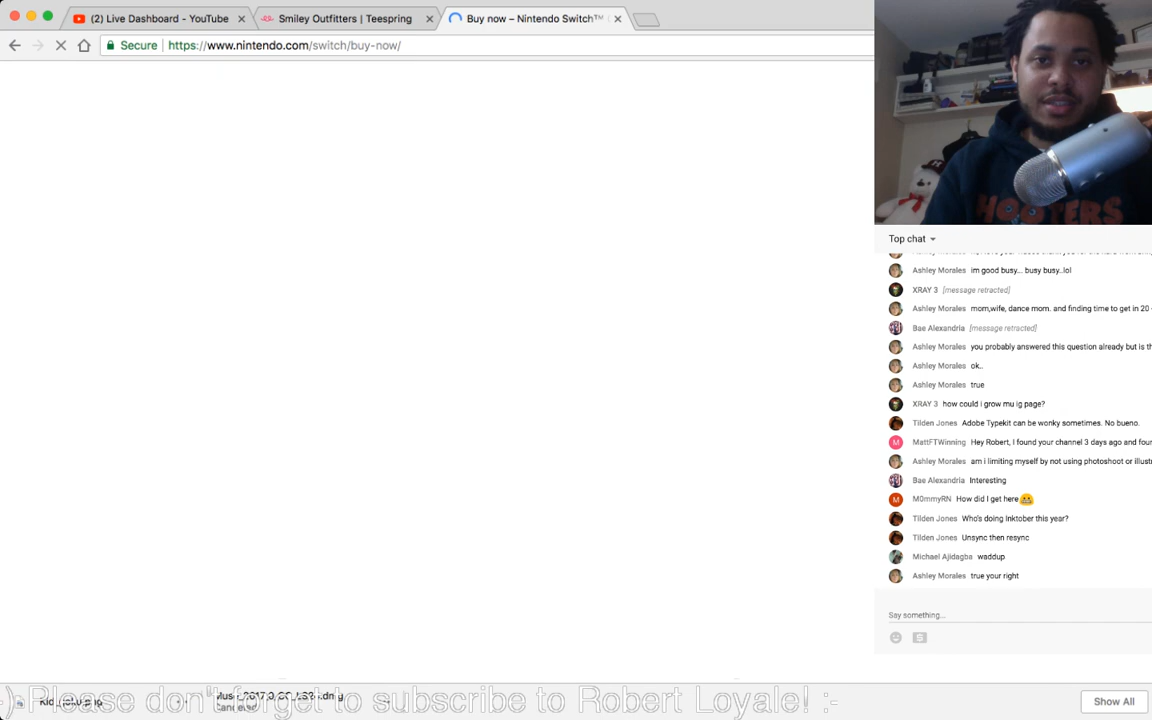 (2) Live Dashboard - YouTube
Smiley Outfitters | Teespring
Buy now – Nintendo Switch™
Secure | https://www.nintendo.com/switch/buy-now/
HOOTERS
Top chat
Ashley Morales im good busy... busy busy..lol
XRAY 3 [message retracted]
Ashley Morales mom,wife, dance mom. and finding time to get in 20
Bae Alexandria [message retracted]
Ashley Morales you probably answered this question already but is th
Ashley Morales ok..
Ashley Morales true
XRAY 3 how could i grow mu ig page?
Tilden Jones Adobe Typekit can be wonky sometimes. No bueno.
M MattFTWinning Hey Robert, I found your channel 3 days ago and four
Ashley Morales am i limiting myself by not using photoshoot or illust
Bae Alexandria Interesting
M M0mmyRN How did I get here😬
Tilden Jones Who's doing Inktober this year?
Tilden Jones Unsync then resync
Michael Ajidagba waddup
Ashley Morales true your right
Say something...
Canceled
-) Please don't forget to subscribe to Robert Loyale! :-
Show All